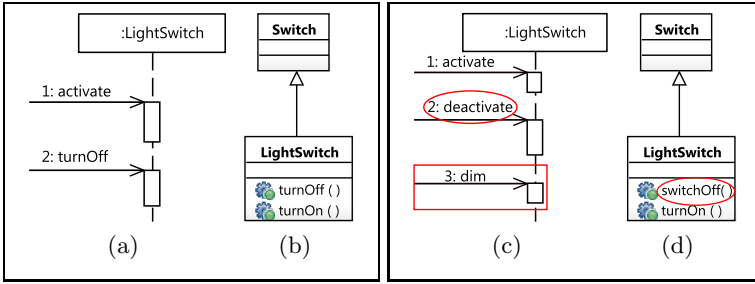 :LightSwitch
1: activate
2: turnOff
(a)
Switch
LightSwitch
turnOff ( )
turnOn ( )
(b)
:LightSwitch
1: activate
2: deactivate
3: dim
(c)
Switch
LightSwitch
switchOff( )
turnOn ( )
(d)